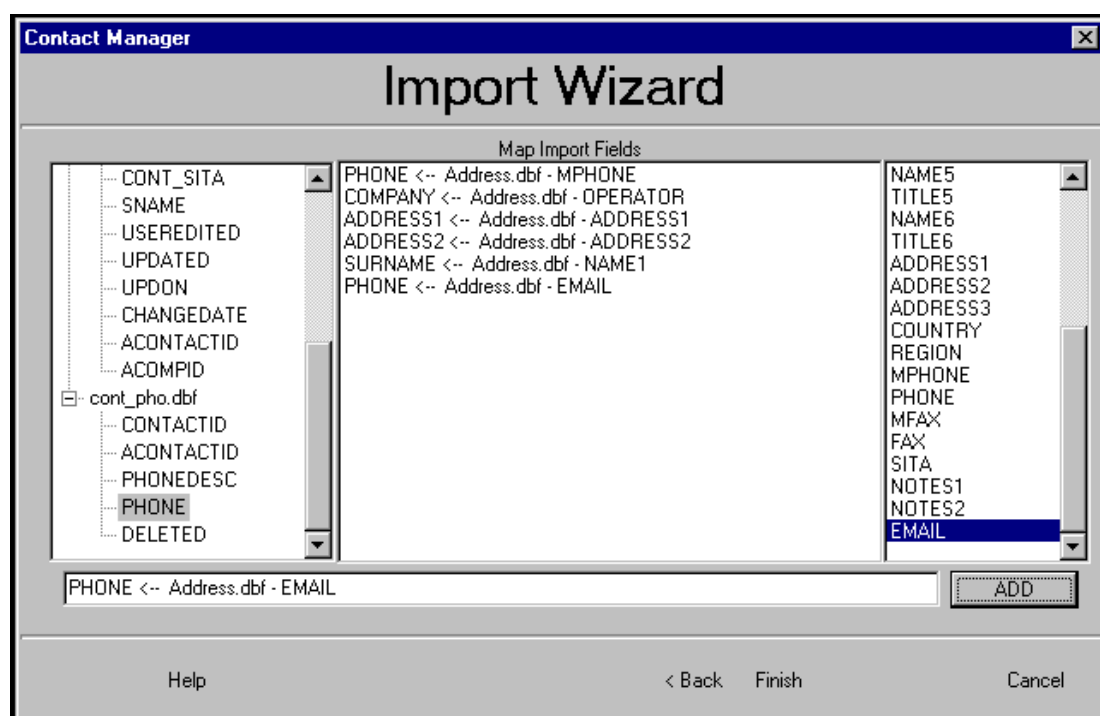 Contact Manager
Import Wizard
Map Import Fields
CONT_SITA
SNAME
USEREDITED
UPDATED
UPDON
CHANGEDATE
ACONTACTID
ACOMPID
cont_pho.dbf
CONTACTID
ACONTACTID
PHONEDESC
PHONE
DELETED
PHONE <-- Address.dbf - MPHONE
COMPANY <-- Address.dbf - OPERATOR
ADDRESS1 <-- Address.dbf - ADDRESS1
ADDRESS2 <-- Address.dbf - ADDRESS2
SURNAME <-- Address.dbf - NAME1
PHONE <-- Address.dbf - EMAIL
NAME5
TITLE5
NAME6
TITLE6
ADDRESS1
ADDRESS2
ADDRESS3
COUNTRY
REGION
MPHONE
PHONE
MFAX
FAX
SITA
NOTES1
NOTES2
EMAIL
PHONE <-- Address.dbf - EMAIL
ADD
Help
< Back
Finish
Cancel